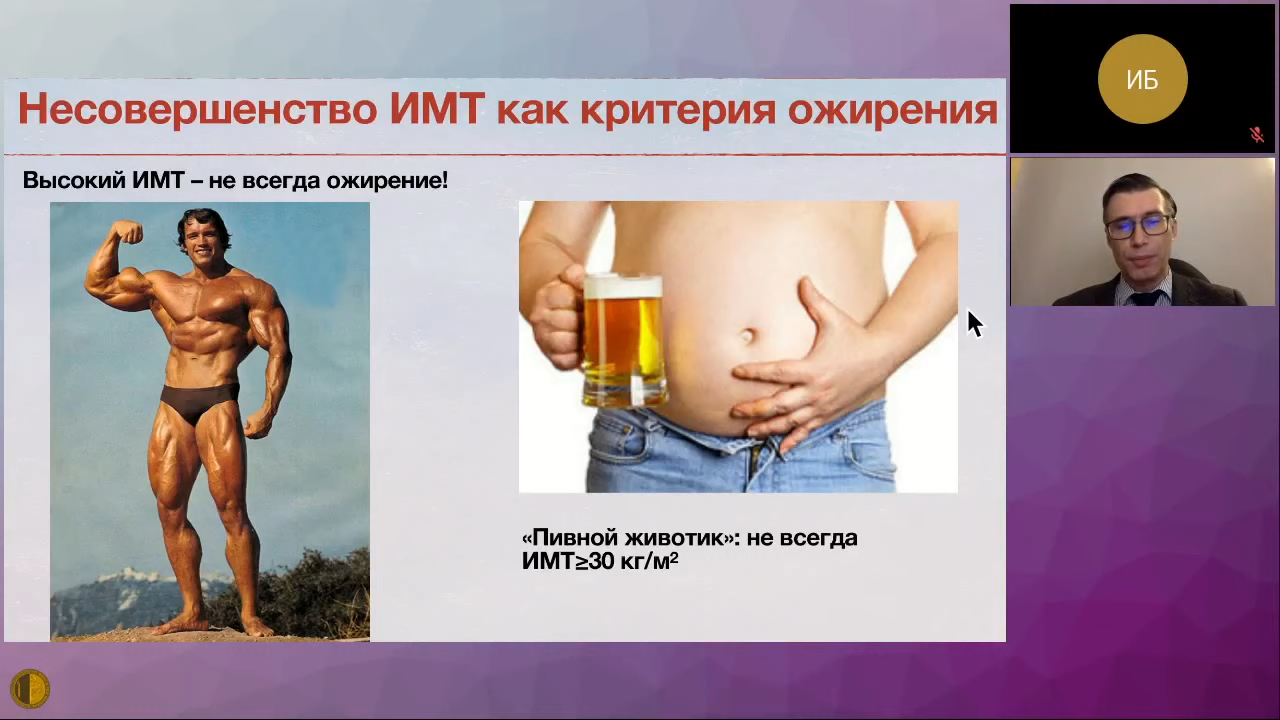 Несовершенство ИМТ как критерия ожирения
Высокий ИМТ – не всегда ожирение!
«Пивной животик»: не всегда
ИМТ≥30 кг/м²
ИБ